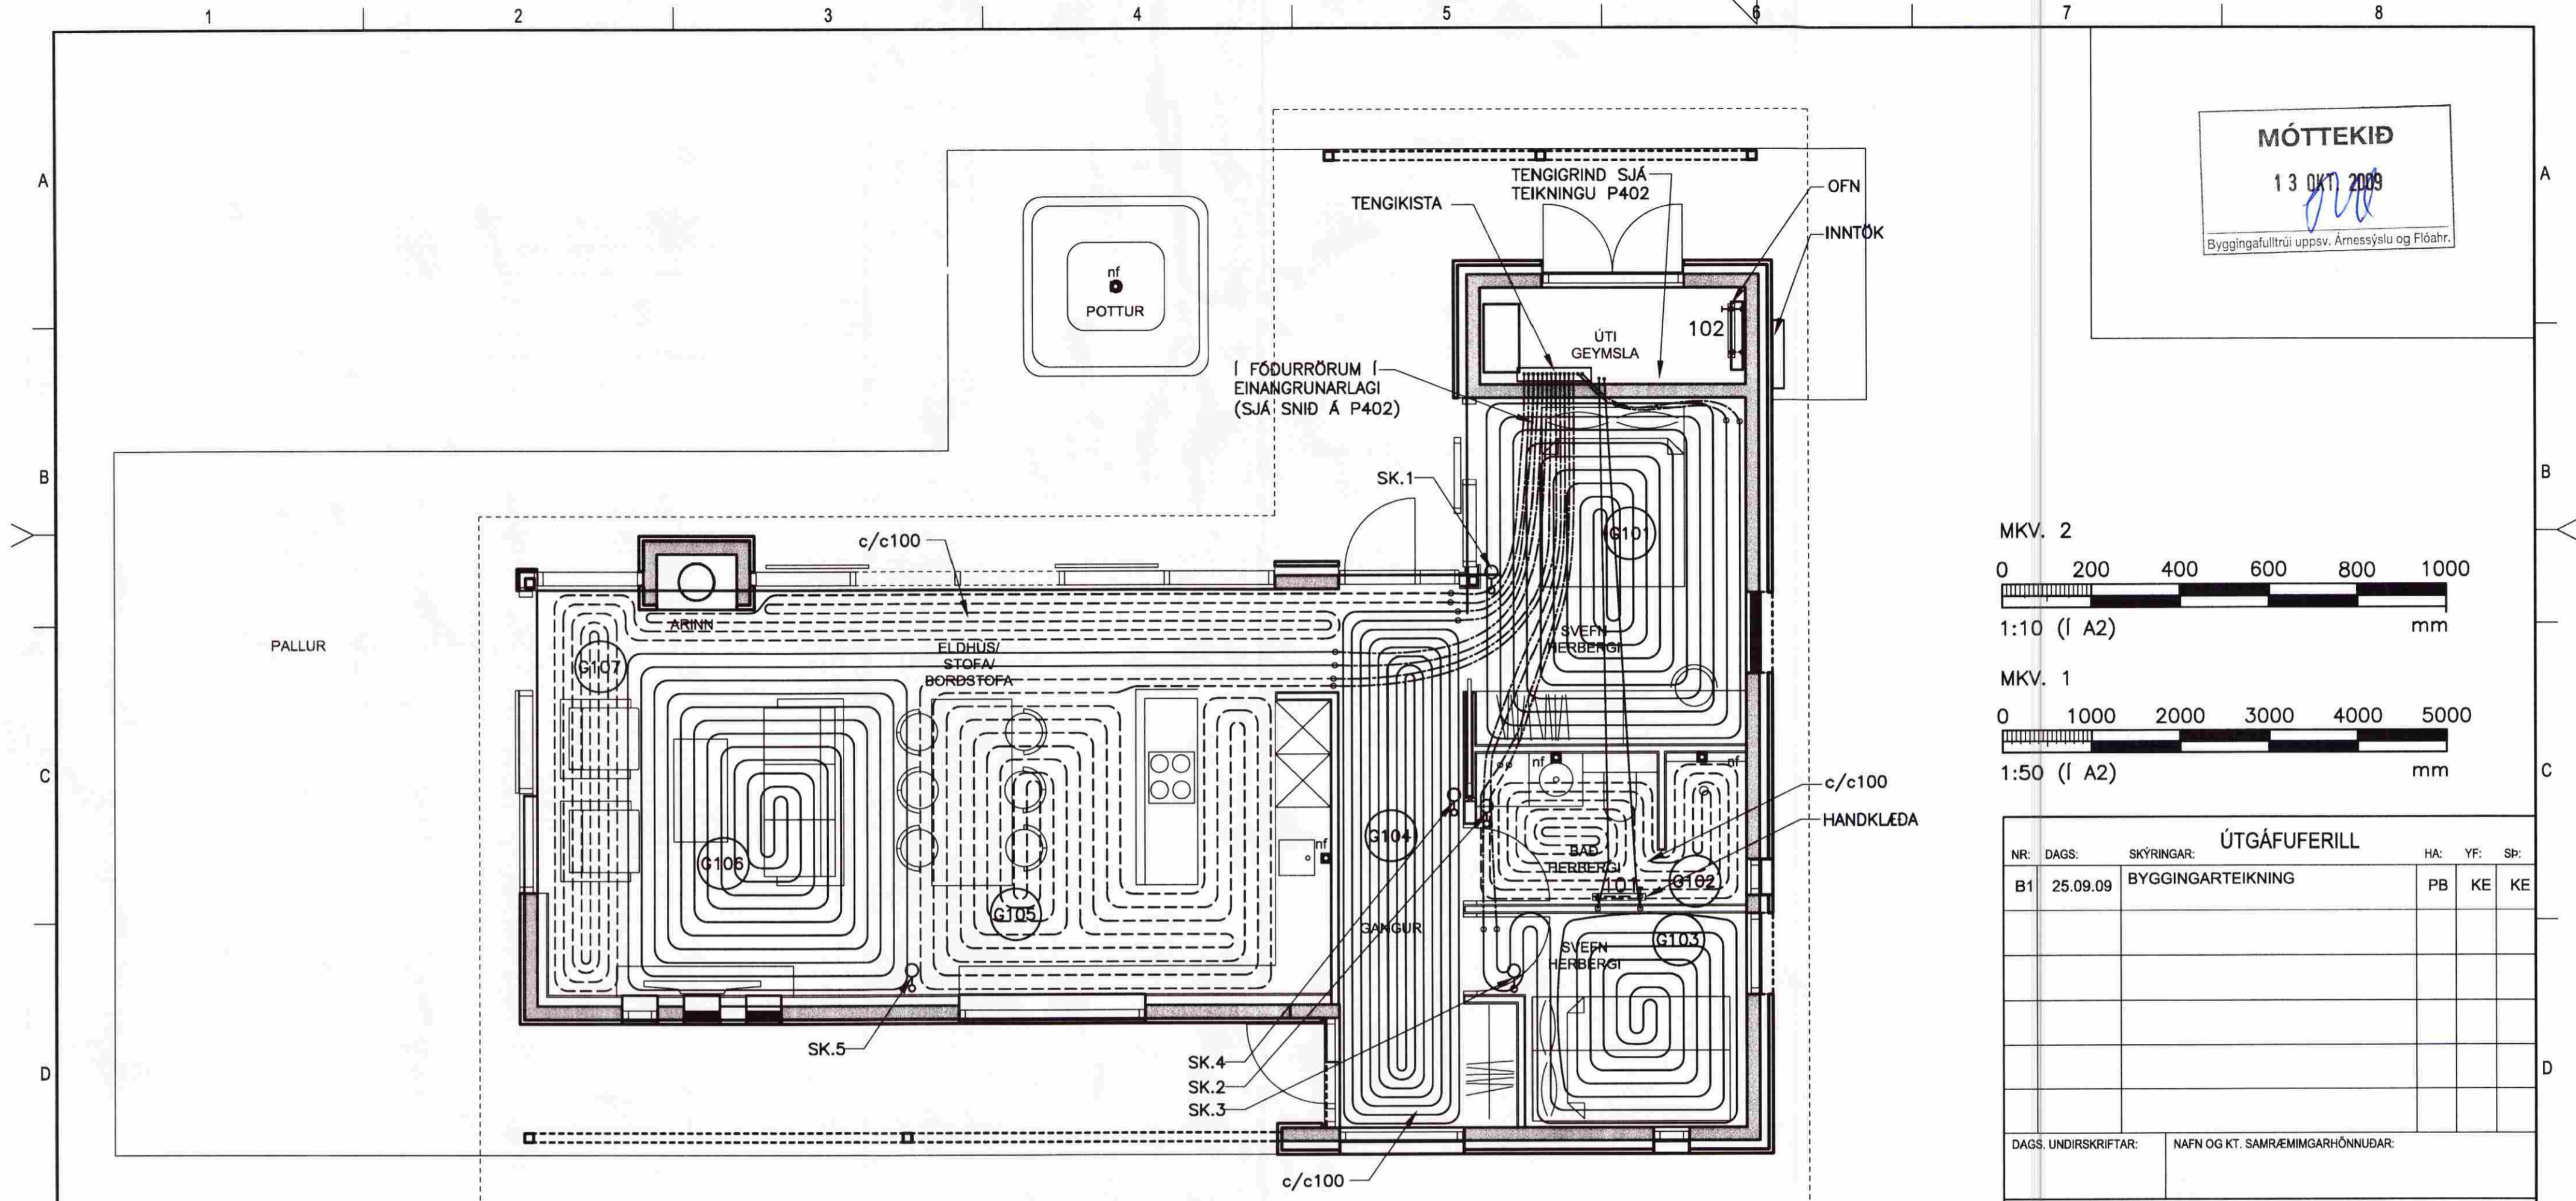 1 2 3 4 5 6 7 8
A
B
C
D
A
B
C
D
MÓTTEKIÐ
1 3 OKT. 2009
Byggingafulltrúi uppsv. Árnessýslu og Flóahr.
TENGIGRIND SJÁ
TEIKNINGU P402
TENGIKISTA
OFN
INNTÖK
nf
POTTUR
102
ÚTI
GEYMSLA
Í FÓÐURRÖRUM Í
EINANGRUNARLAGI
(SJÁ SNIÐ Á P402)
SK.1
G101
c/c100
ARINN
PALLUR
G107
ELDHÚS/
STOFA/
BORDSTOFA
SVEFN
HERBERGI
nf
nf
c/c100
HANDKLÆÐA
G104
nf
BAÐ
HERBERGI
101
G102
G106
G105
GANGUR
G103
SVEFN
HERBERGI
SK.5
SK.4
SK.2
SK.3
c/c100
MKV. 2
0 200 400 600 800 1000
1:10 (Í A2) mm
MKV. 1
0 1000 2000 3000 4000 5000
1:50 (Í A2) mm
ÚTGÁFUFERILL
NR: DAGS: SKÝRINGAR: HA: YF: SÞ:
B1 25.09.09 BYGGINGARTEIKNING PB KE KE
DAGS. UNDIRSKRIFTAR: NAFN OG KT. SAMRÆMIMGARHÖNNUÐAR: